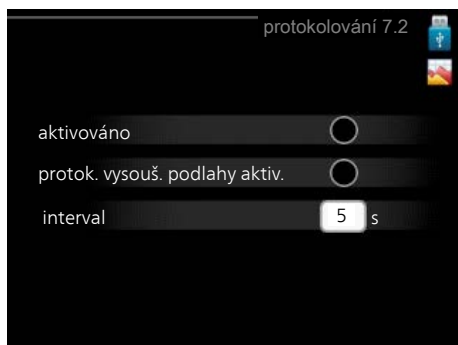 protokolování 7.2
aktivováno
protok. vysouš. podlahy aktiv.
interval 5 s